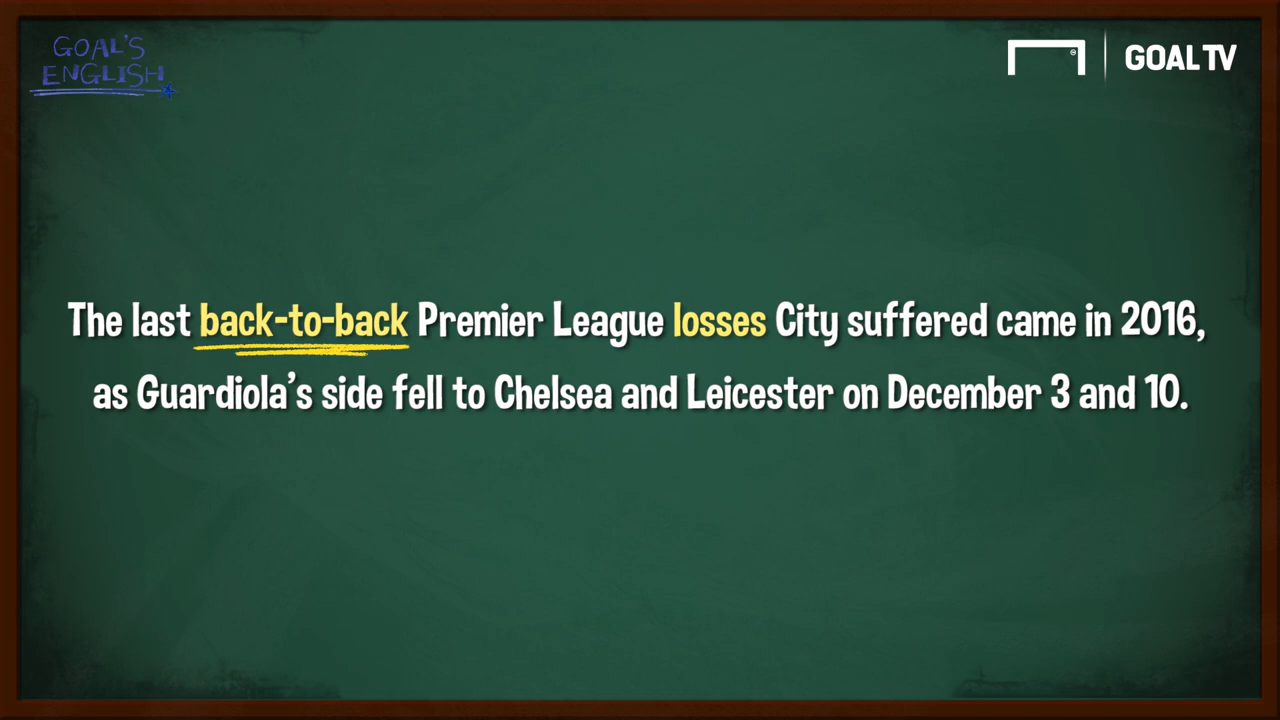 GOAL'S
ENGLISH
GOAL TV
The last back-to-back Premier League losses City suffered came in 2016,
as Guardiola's side fell to Chelsea and Leicester on December 3 and 10.